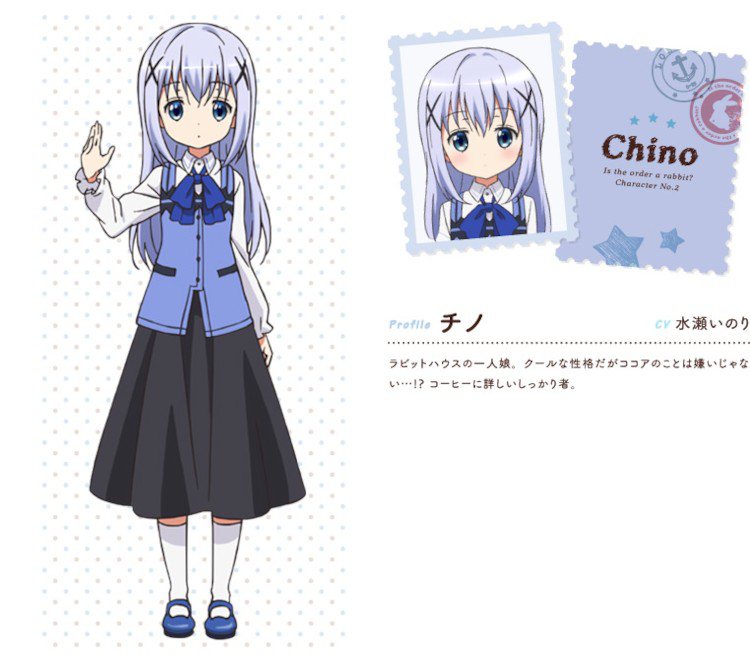 Chino
Is the order a rabbit?
Character No.2
Profile チノ
CV 水瀬いのり
ラビットハウスの一人娘。クールな性格だがココアのことは嫌いじゃな
い…!? コーヒーに詳しいしっかり者。